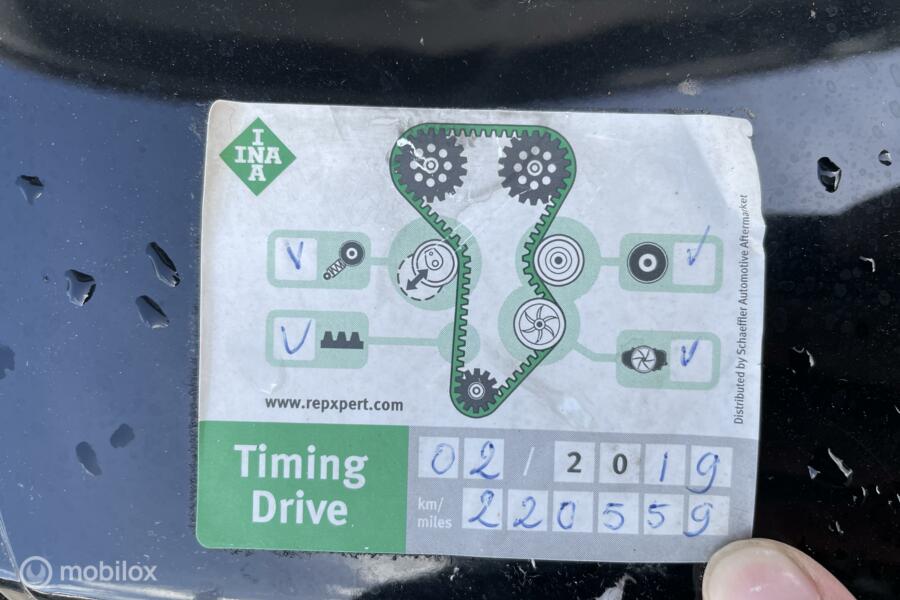 I
INA
A
www.repxpert.com
Distributed by Schaeffler Automotive Aftermarket
Timing
Drive
02 / 2019
km/
miles
220559
mobilox